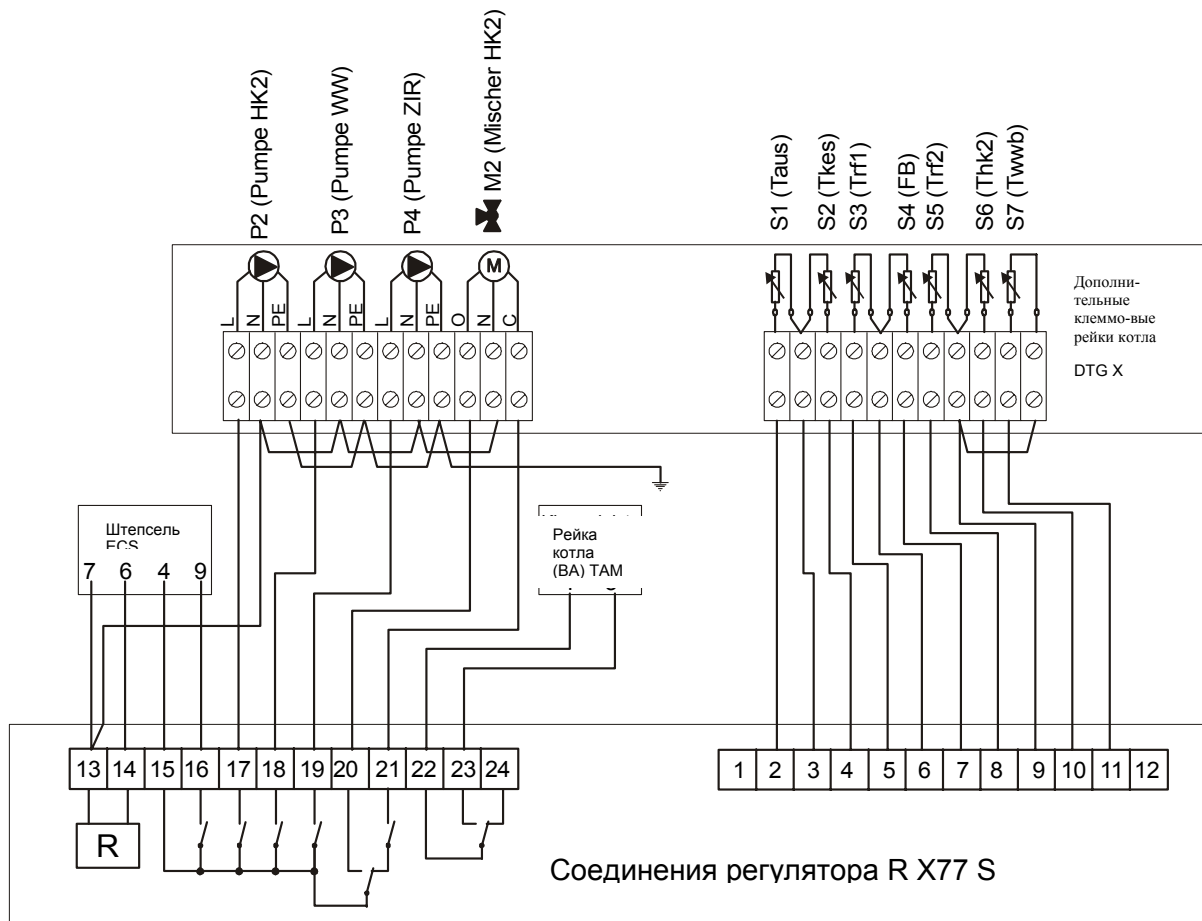 P2 (Pumpe HK2)
P3 (Pumpe WW)
P4 (Pumpe ZIR)
M2 (Mischer HK2)
S1 (Taus)
S2 (Tkes)
S3 (Trf1)
S4 (FB)
S5 (Trf2)
S6 (Thk2)
S7 (Twwb)
M
L
N
PE
L
N
PE
L
N
PE
O
N
C
Дополни-
тельные
клеммо-вые
рейки котла
DTG X
Штепсель
ECS
7 6 4 9
Рейка
котла
(BA) TAM
13 14 15 16 17 18 19 20 21 22 23 24
1 2 3 4 5 6 7 8 9 10 11 12
R
Соединения регулятора R X77 S